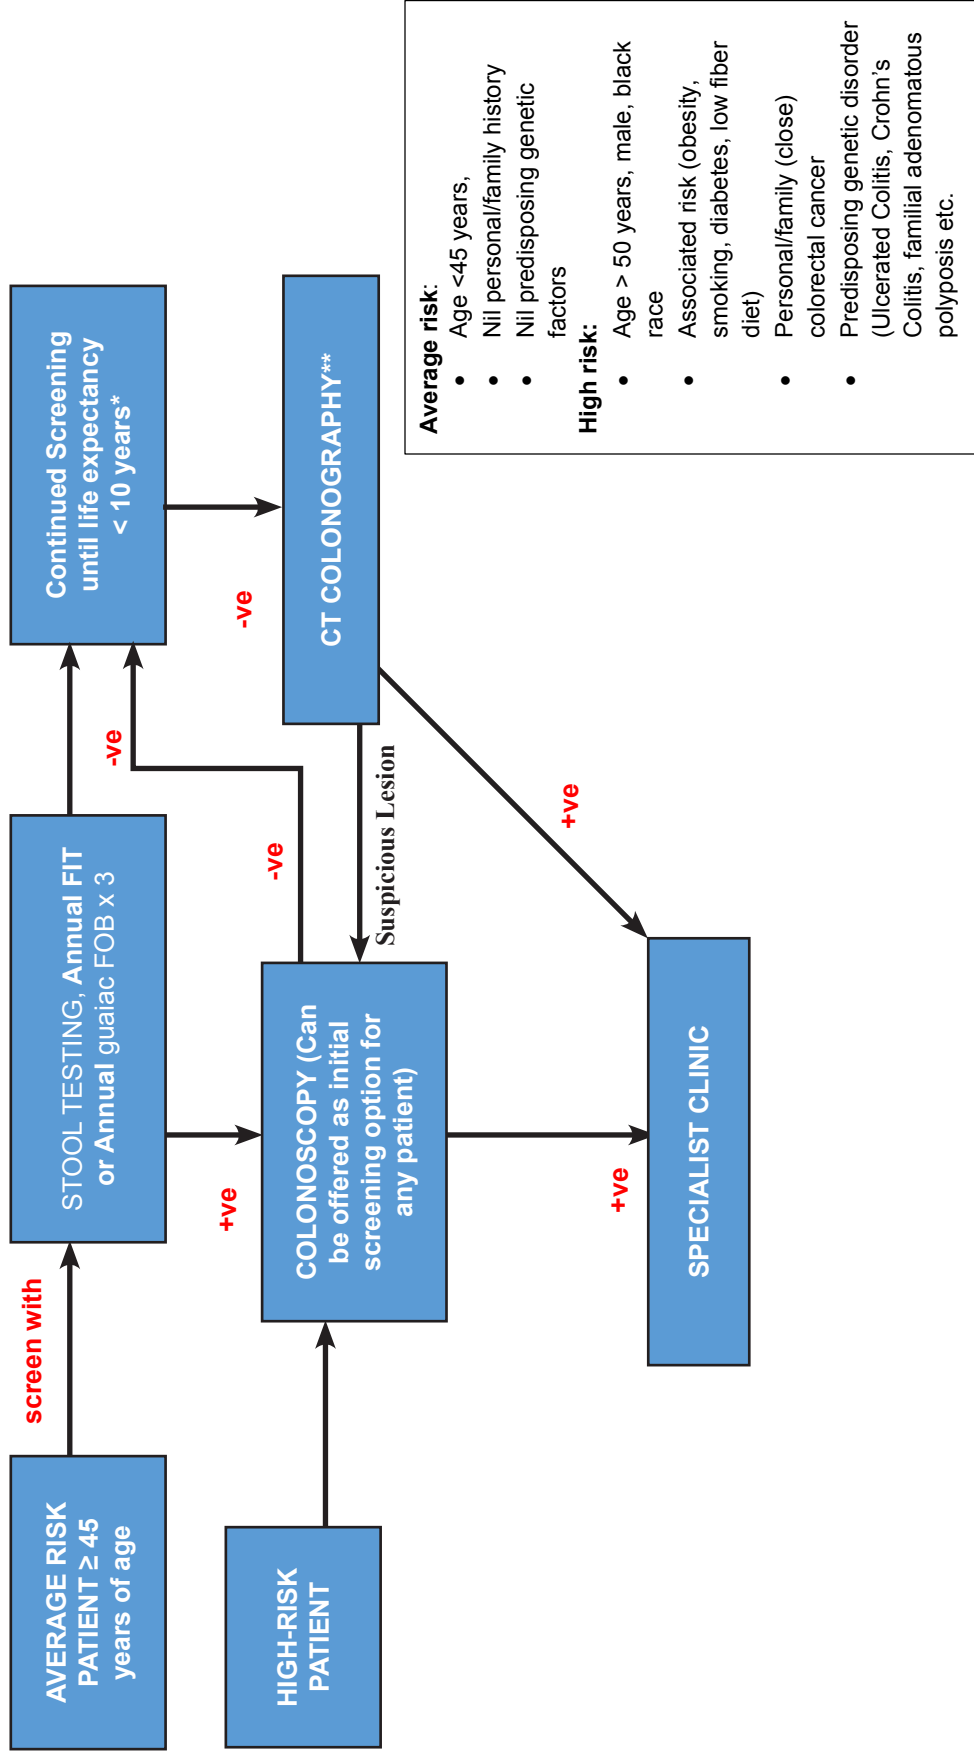 AVERAGE RISK
PATIENT ≥ 45
years of age
screen with
STOOL TESTING, Annual FIT
or Annual guaiac FOB x 3
-ve
Continued Screening
until life expectancy
< 10 years*
+ve
-ve
-ve
HIGH-RISK
PATIENT
COLONOSCOPY (Can
be offered as initial
screening option for
any patient)
Suspicious Lesion
CT COLONOGRAPHY**
+ve
+ve
SPECIALIST CLINIC
Average risk:
• Age <45 years,
• Nil personal/family history
• Nil predisposing genetic
factors
High risk:
• Age > 50 years, male, black
race
• Associated risk (obesity,
smoking, diabetes, low fiber
diet)
• Personal/family (close)
colorectal cancer
• Predisposing genetic disorder
(Ulcerated Colitis, Crohn's
Colitis, familial adenomatous
polyposis etc.